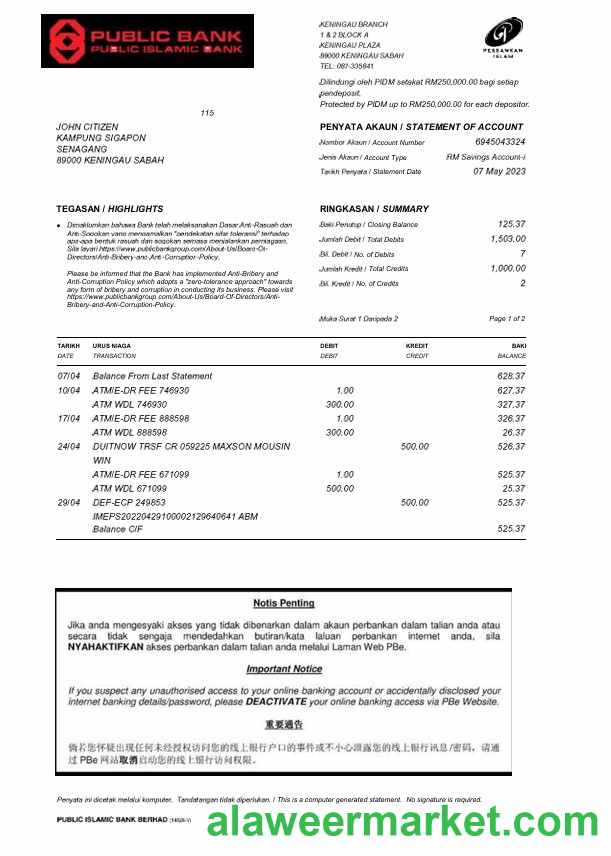 PUBLIC BANK
PUBLIC ISLAMIC BANK
KENINGAU BRANCH
1 & 2 BLOCK A
KENINGAU PLAZA
89000 KENINGAU SABAH
TEL: 087-335841
PERBANKAN
ISLAM
Dilindungi oleh PIDM setakat RM250,000.00 bagi setiap
pendeposit.
Protected by PIDM up to RM250,000.00 for each depositor.
115
JOHN CITIZEN
KAMPUNG SIGAPON
SENAGANG
89000 KENINGAU SABAH
PENYATA AKAUN / STATEMENT OF ACCOUNT
Nombor Akaun / Account Number 6945043324
Jenis Akaun / Account Type RM Savings Account-i
Tarikh Penyata / Statement Date 07 May 2023
TEGASAN / HIGHLIGHTS
Dimaklumkan bahawa Bank telah melaksanakan Dasar Anti-Rasuah dan
Anti-Sogokan yang mengamalkan "pendekatan sifar toleransi" terhadap
apa-apa bentuk rasuah dan sogokan semasa menjalankan perniagaan.
Sila layari https://www.publicbankgroup.com/About-Us/Board-Of-
Directors/Anti-Bribery-and-Anti-Corruption-Policy.
Please be informed that the Bank has implemented Anti-Bribery and
Anti-Corruption Policy which adopts a "zero-tolerance approach" towards
any form of bribery and corruption in conducting its business. Please visit
https://www.publicbankgroup.com/About-Us/Board-Of-Directors/Anti-
Bribery-and-Anti-Corruption-Policy.
RINGKASAN / SUMMARY
Baki Penutup / Closing Balance 125.37
Jumlah Debit / Total Debits 1,503.00
Bil. Debit / No. of Debits 7
Jumlah Kredit / Total Credits 1,000.00
Bil. Kredit / No. of Credits 2
Muka Surat 1 Daripada 2 Page 1 of 2
TARIKH URUS NIAGA DEBIT KREDIT BAKI
DATE TRANSACTION DEBIT CREDIT BALANCE
07/04 Balance From Last Statement 628.37
10/04 ATM/E-DR FEE 746930 1.00 627.37
ATM WDL 746930 300.00 327.37
17/04 ATM/E-DR FEE 888598 1.00 326.37
ATM WDL 888598 300.00 26.37
24/04 DUITNOW TRSF CR 059225 MAXSON MOUSIN 500.00 526.37
WIN
ATM/E-DR FEE 671099 1.00 525.37
ATM WDL 671099 500.00 25.37
29/04 DEF-ECP 249853 500.00 525.37
IMEPS20220429100002129640641 ABM
Balance C/F 525.37
Notis Penting
Jika anda mengesyaki akses yang tidak dibenarkan dalam akaun perbankan dalam talian anda atau
secara tidak sengaja mendedahkan butiran/kata laluan perbankan internet anda, sila
NYAHAKTIFKAN akses perbankan dalam talian anda melalui Laman Web PBe.
Important Notice
If you suspect any unauthorised access to your online banking account or accidentally disclosed your
internet banking details/password, please DEACTIVATE your online banking access via PBe Website.
重要通告
倘若您怀疑出现任何未经授权访问您的线上银行户口的事件或不小心泄露您的线上银行讯息/密码，请通
过 PBe 网站取消启动您的线上银行访问权限。
Penyata ini dicetak melalui komputer. Tandatangan tidak diperlukan. / This is a computer generated statement. No signature is required.
PUBLIC ISLAMIC BANK BERHAD
alaweermarket.com